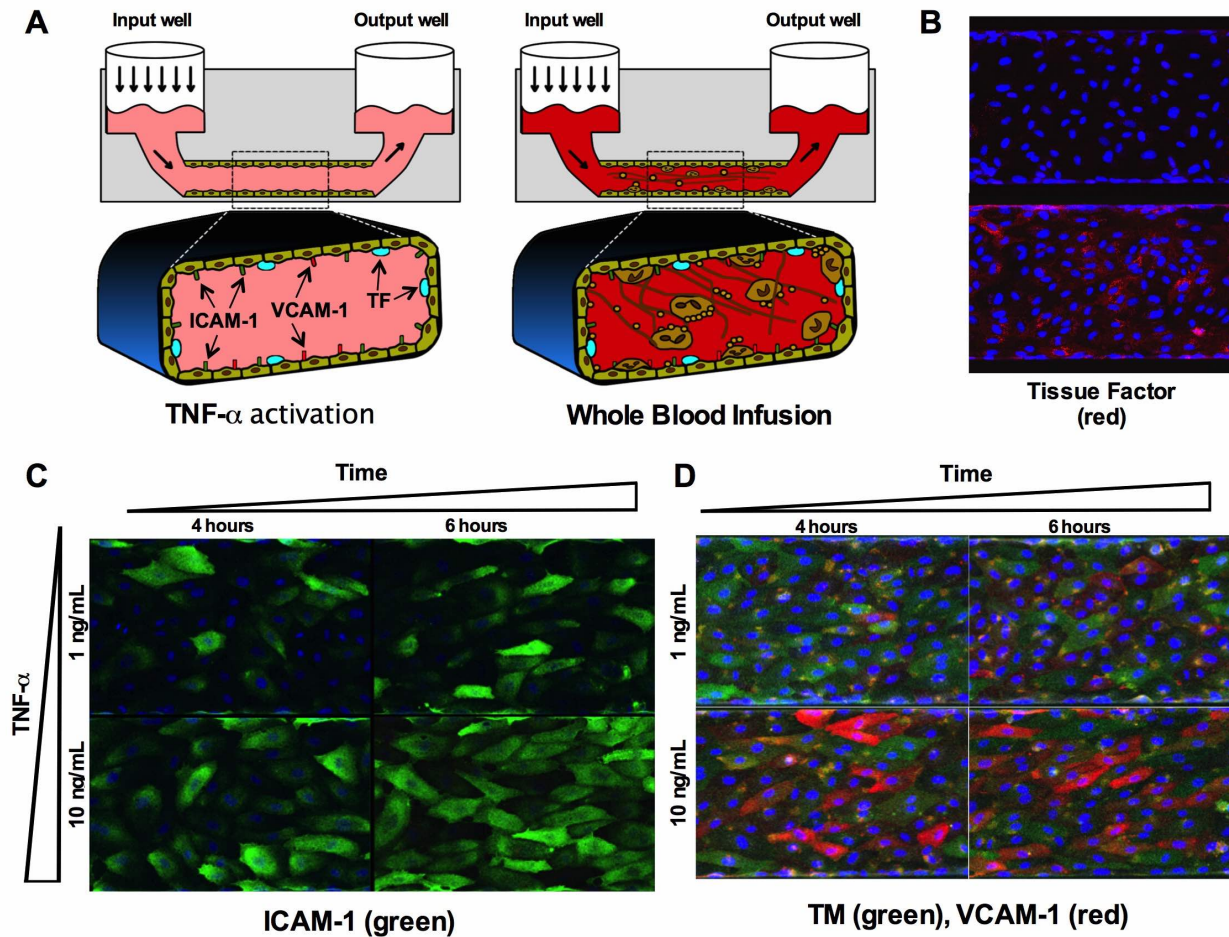 A
Input well
Output well
Input well
Output well
ICAM-1
VCAM-1
TF
TNF-α activation
Whole Blood Infusion
B
Tissue Factor
(red)
C
Time
4 hours
6 hours
TNF-α
1 ng/mL
10 ng/mL
ICAM-1 (green)
D
Time
4 hours
6 hours
1 ng/mL
10 ng/mL
TM (green), VCAM-1 (red)